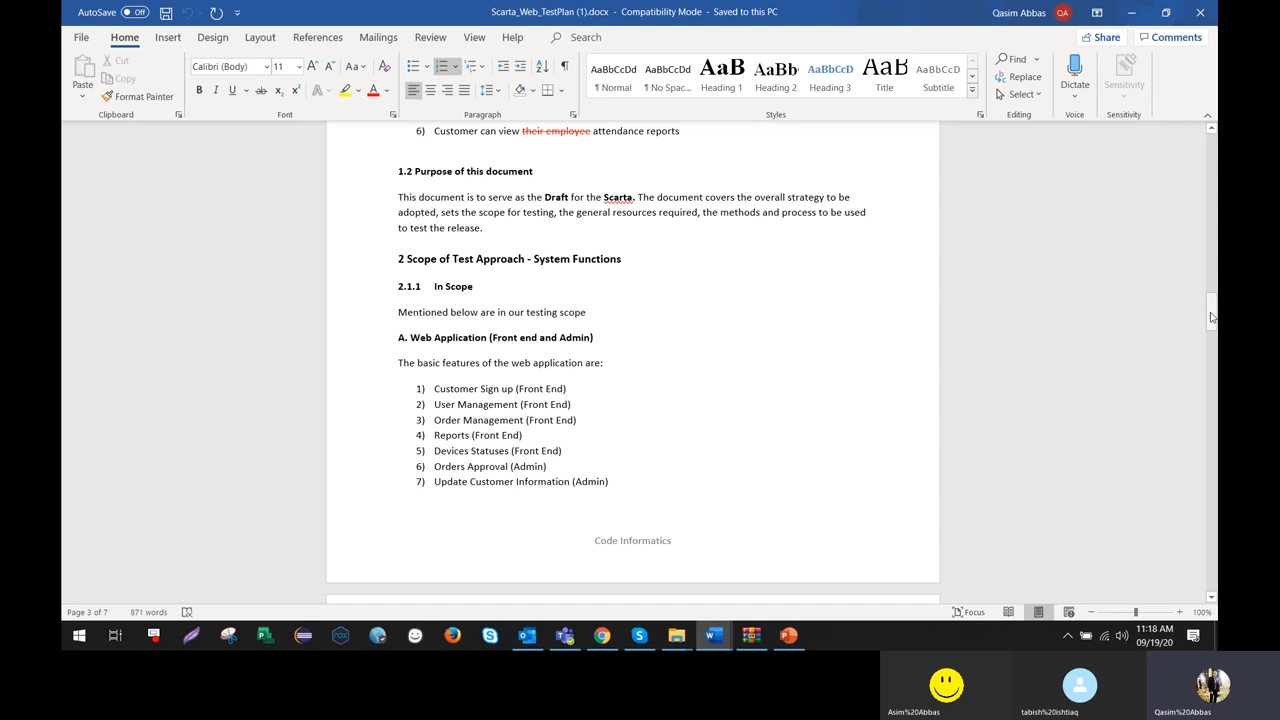 AutoSave Off
Scarta_Web_TestPlan (1).docx - Compatibility Mode - Saved to this PC
Qasim Abbas QA
File Home Insert Design Layout References Mailings Review View Help Search
Share Comments
Paste
Cut
Copy
Format Painter
Calibri (Body) 11
AaBbCcDd AaBbCcDd AaB AaBb AaBbCcD AaB AaBbCcD
¶ Normal ¶ No Spac... Heading 1 Heading 2 Heading 3 Title Subtitle
Find
Replace
Select
Dictate
Sensitivity
Clipboard Font Paragraph Styles Editing Voice Sensitivity
6) Customer can view their employee attendance reports
1.2 Purpose of this document
This document is to serve as the Draft for the Scarta. The document covers the overall strategy to be
adopted, sets the scope for testing, the general resources required, the methods and process to be used
to test the release.
2 Scope of Test Approach - System Functions
2.1.1 In Scope
Mentioned below are in our testing scope
A. Web Application (Front end and Admin)
The basic features of the web application are:
1) Customer Sign up (Front End)
2) User Management (Front End)
3) Order Management (Front End)
4) Reports (Front End)
5) Devices Statuses (Front End)
6) Orders Approval (Admin)
7) Update Customer Information (Admin)
Code Informatics
Page 3 of 7 871 words
Focus
100%
11:18 AM
09/19/20
Asim%20Abbas
tabish%20ishtiaq
Qasim%20Abbas